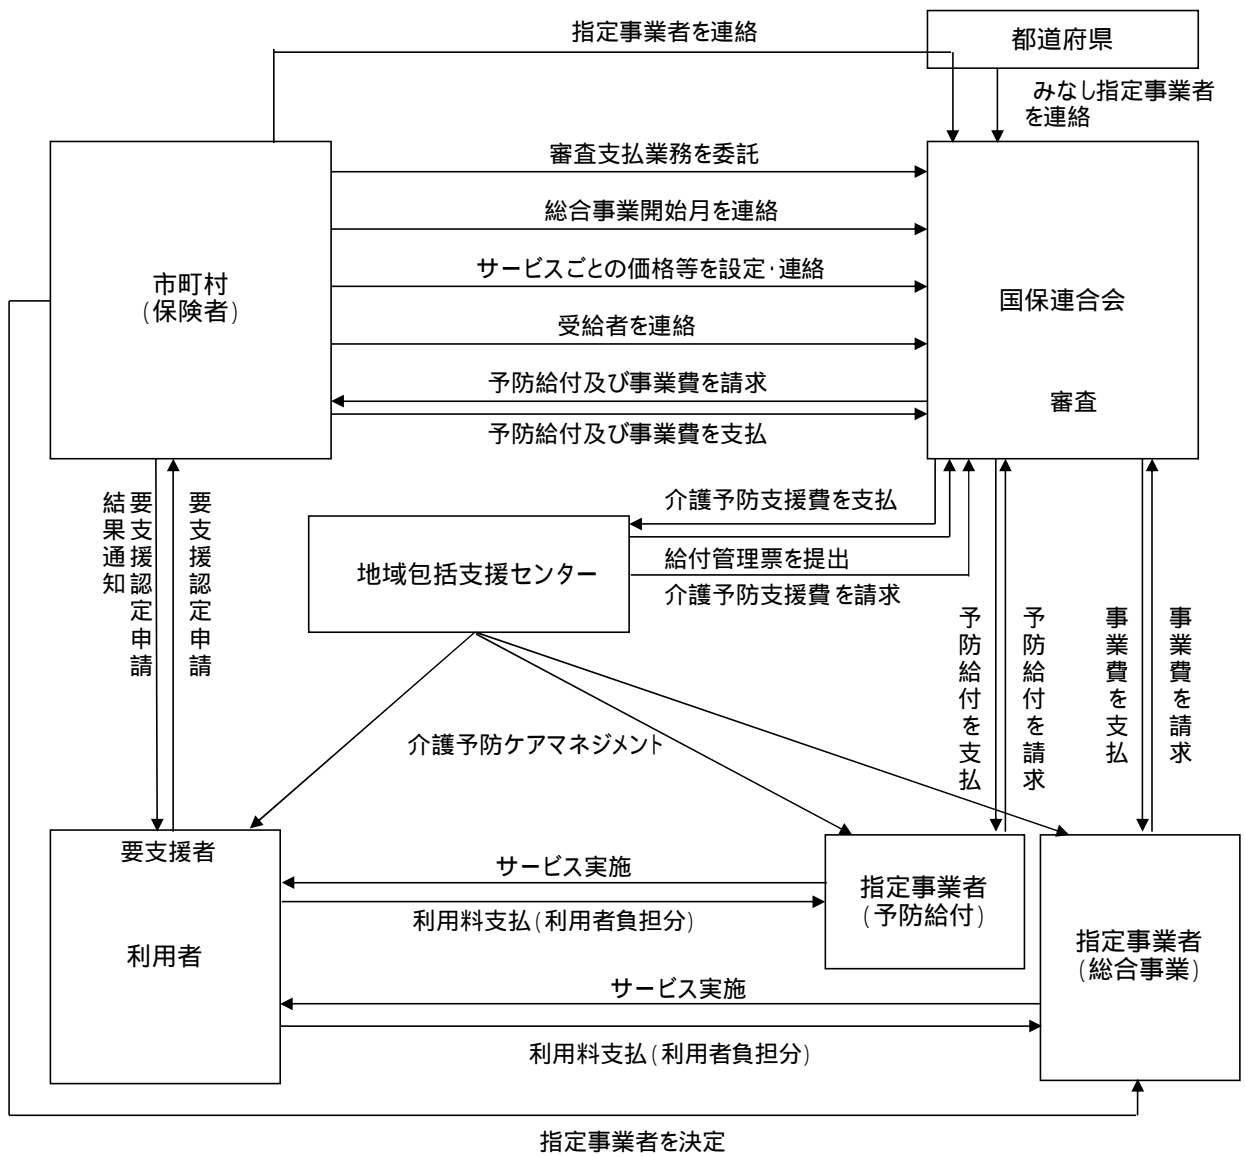 指定事業者を連絡
都道府県
みなし指定事業者
を連絡
審査支払業務を委託
総合事業開始月を連絡
サービスごとの価格等を設定・連絡
受給者を連絡
予防給付及び事業費を請求
予防給付及び事業費を支払
市町村
(保険者)
国保連合会
審査
要支援認定申請
結果通知
要支援認定申請
地域包括支援センター
介護予防支援費を支払
給付管理票を提出
介護予防支援費を請求
予防給付を支払
予防給付を請求
事業費を支払
事業費を請求
介護予防ケアマネジメント
要支援者
利用者
サービス実施
利用料支払(利用者負担分)
指定事業者
(予防給付)
指定事業者
(総合事業)
サービス実施
利用料支払(利用者負担分)
指定事業者を決定